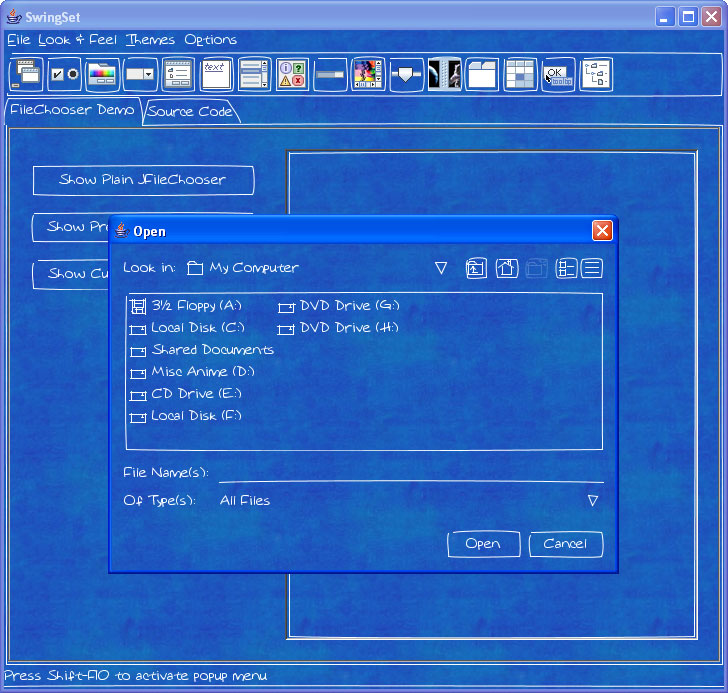 SwingSet
File Look & Feel Themes Options
text
OK
FileChooser Demo Source Code
Show Plain JFileChooser
Show Pr
Show Cu
Open
Look in: My Computer
3½ Floppy (A:) DVD Drive (G:)
Local Disk (C:) DVD Drive (H:)
Shared Documents
Misc Anime (D:)
CD Drive (E:)
Local Disk (F:)
File Name(s):
Of Type(s): All Files
Open Cancel
Press Shift-F10 to activate popup menu